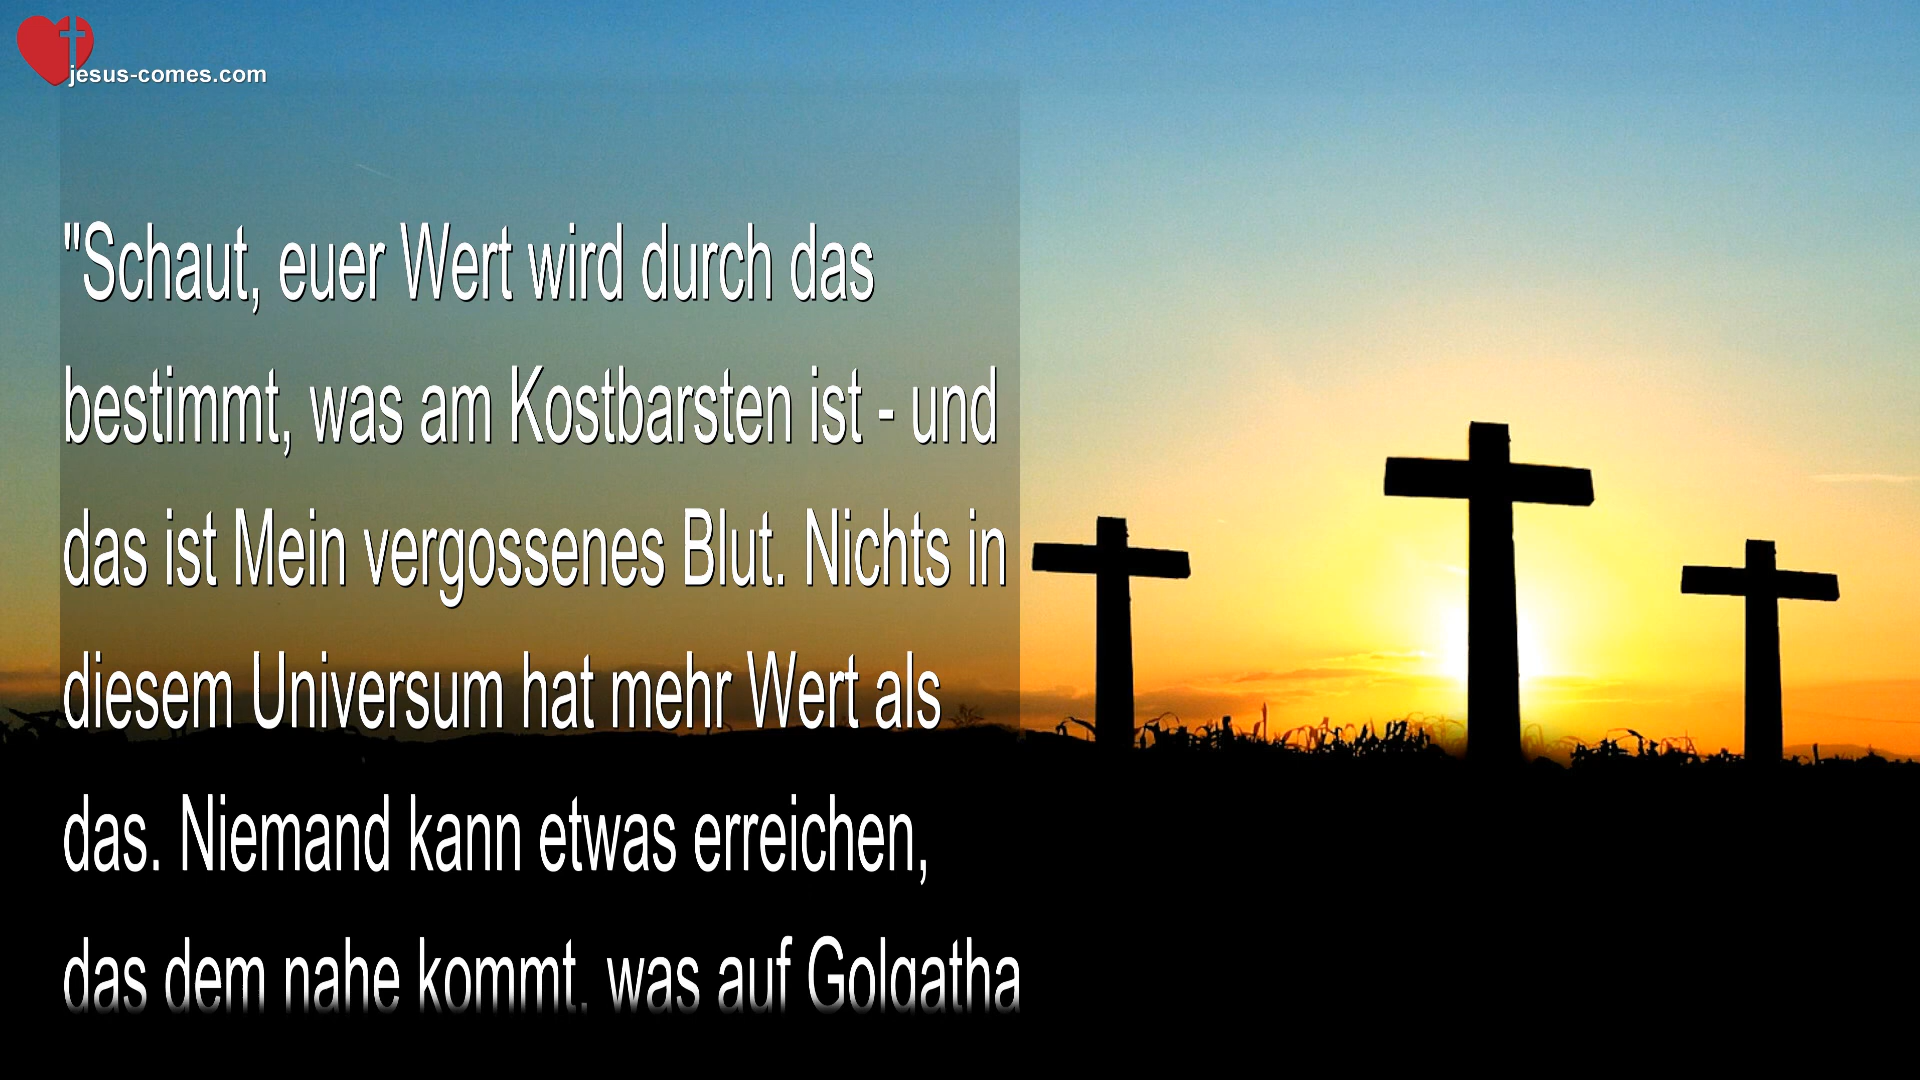 jesus-comes.com
"Schaut, euer Wert wird durch das
bestimmt, was am Kostbarsten ist - und
das ist Mein vergossenes Blut. Nichts in
diesem Universum hat mehr Wert als
das. Niemand kann etwas erreichen,
das dem nahe kommt, was auf Golgatha